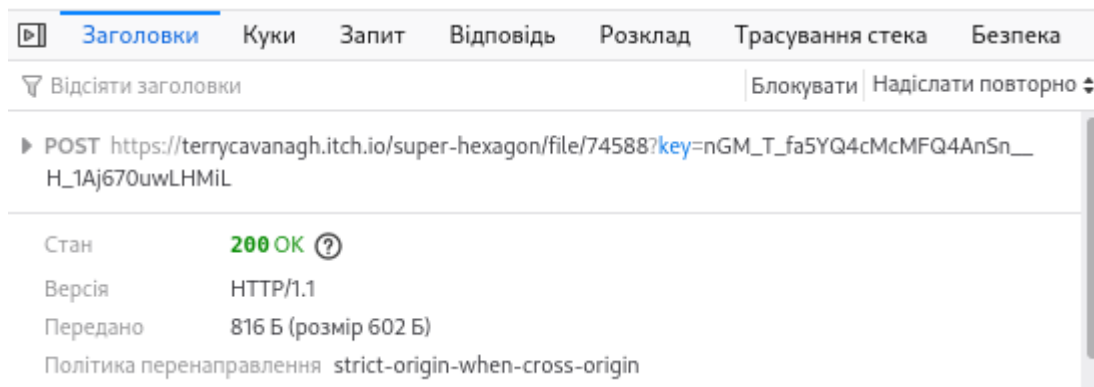 Заголовки Куки Запит Відповідь Розклад Трасування стека Безпека
Відсіяти заголовки Блокувати Надіслати повторно
POST https://terrycavanagh.itch.io/super-hexagon/file/74588?key=nGM_T_fa5YQ4cMcMFQ4AnSn__
H_1Aj670uwLHMiL
Стан 200 OK ?
Версія HTTP/1.1
Передано 816 Б (розмір 602 Б)
Політика перенаправлення strict-origin-when-cross-origin